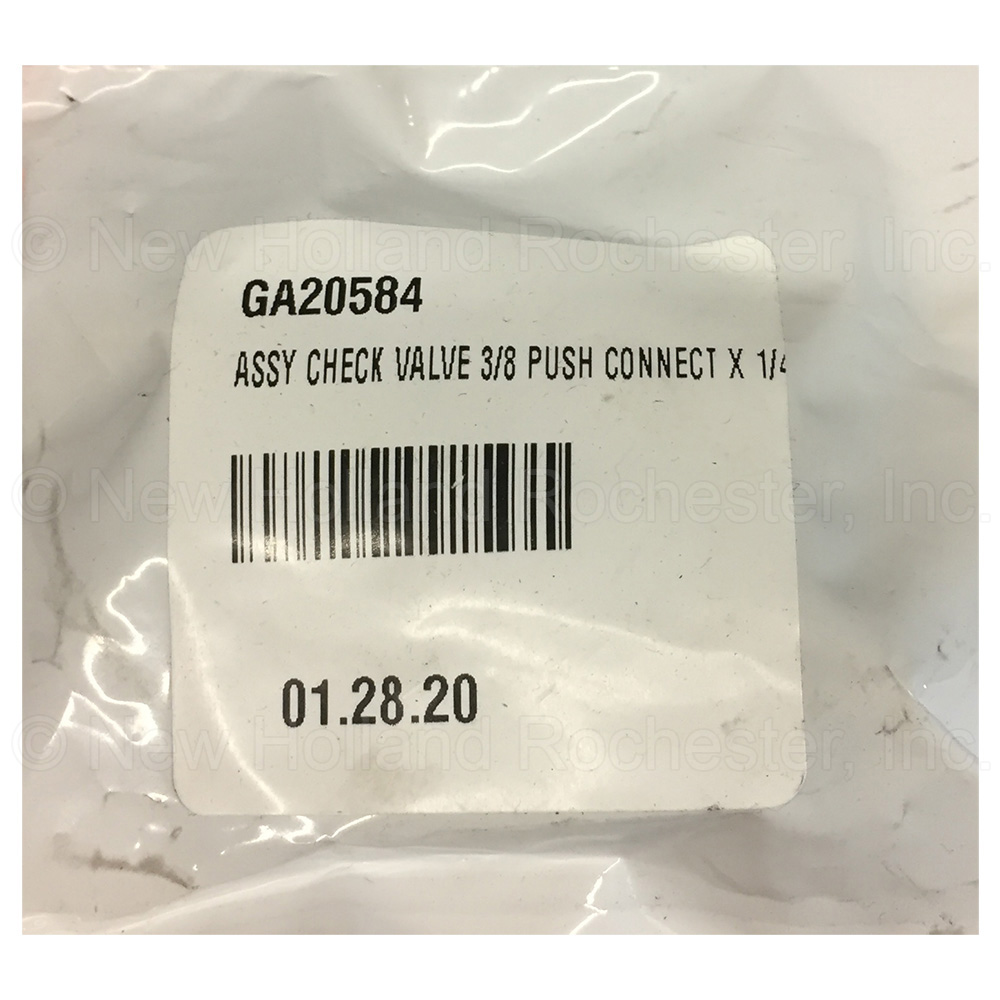 © New Holland Rochester, Inc.
GA20584
ASSY CHECK VALVE 3/8 PUSH CONNECT X 1/4
© New Holland Rochester, Inc.
01.28.20
© New Holland Rochester, Inc.